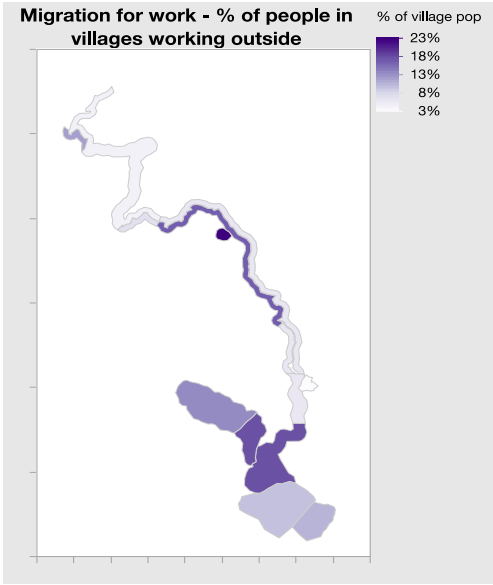 Migration for work - % of people in
villages working outside
% of village pop
23%
18%
13%
8%
3%